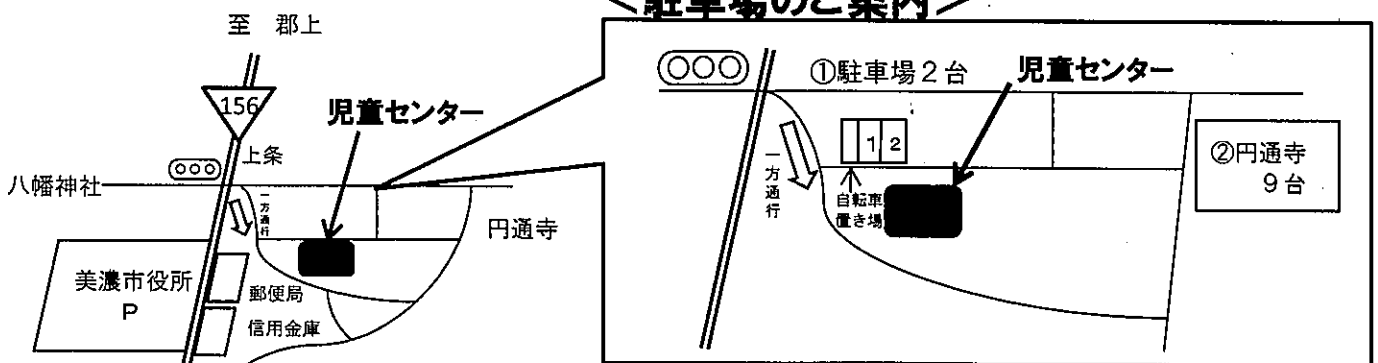 ＜駐車場のご案内＞
至 郡上
156
児童センター
上条
八幡神社
一方通行
円通寺
美濃市役所
P
郵便局
信用金庫
①駐車場2台
児童センター
1 2
一方通行
自転車
置き場
②円通寺
9台